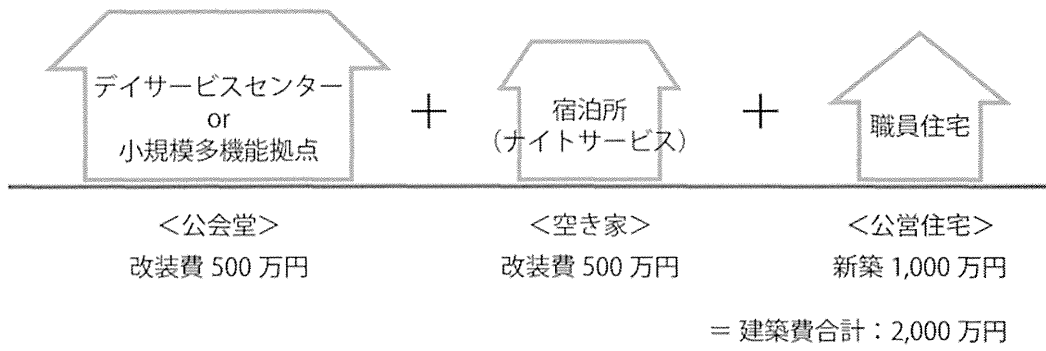 デイサービスセンター
or
小規模多機能拠点
+
宿泊所
(ナイトサービス)
+
職員住宅
<公会堂>
改装費 500 万円
<空き家>
改装費 500 万円
<公営住宅>
新築 1,000 万円
= 建築費合計:2,000 万円